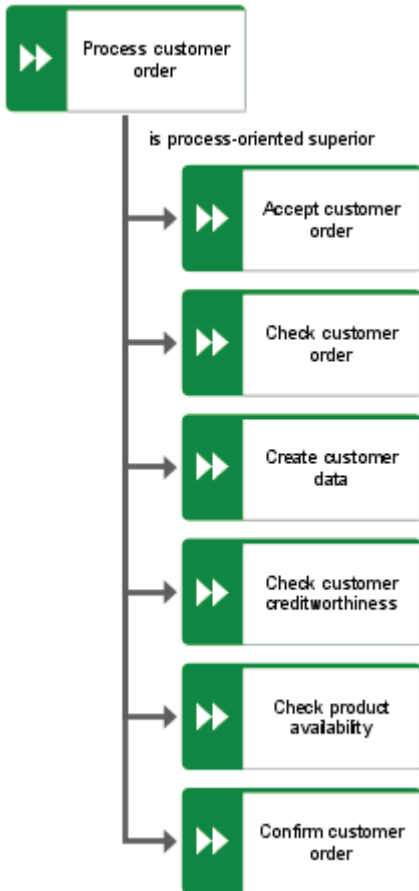 Process customer
order
is process-oriented superior
Accept customer
order
Check customer
order
Create customer
data
Check customer
creditworthiness
Check product
availability
Confirm customer
order